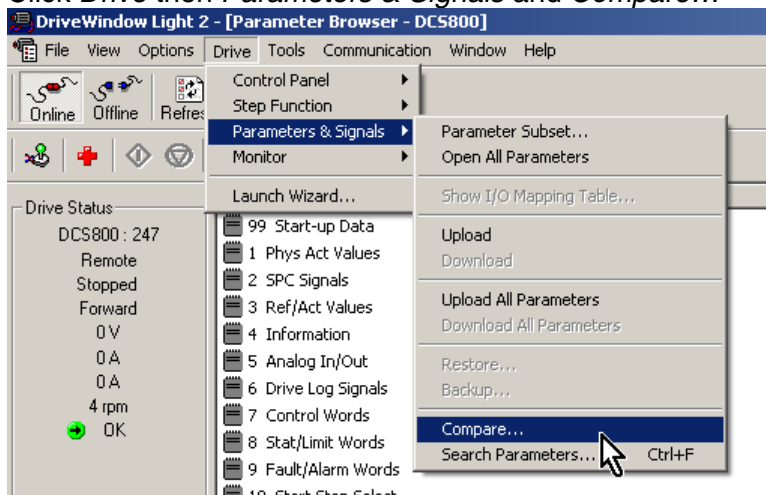 Click Drive then Parameters & Signals and Compare...
DriveWindow Light 2 - [Parameter Browser - DCS800]
File View Options Drive Tools Communication Window Help
Online Offline Refres
Control Panel
Step Function
Parameters & Signals
Monitor
Launch Wizard...
Parameter Subset...
Open All Parameters
Show I/O Mapping Table...
Upload
Download
Upload All Parameters
Download All Parameters
Restore...
Backup...
Compare...
Search Parameters... Ctrl+F
Drive Status
DCS800 : 247
Remote
Stopped
Forward
0 V
0 A
0 A
4 rpm
OK
99 Start-up Data
1 Phys Act Values
2 SPC Signals
3 Ref/Act Values
4 Information
5 Analog In/Out
6 Drive Log Signals
7 Control Words
8 Stat/Limit Words
9 Fault/Alarm Words
10 Start Stop Select